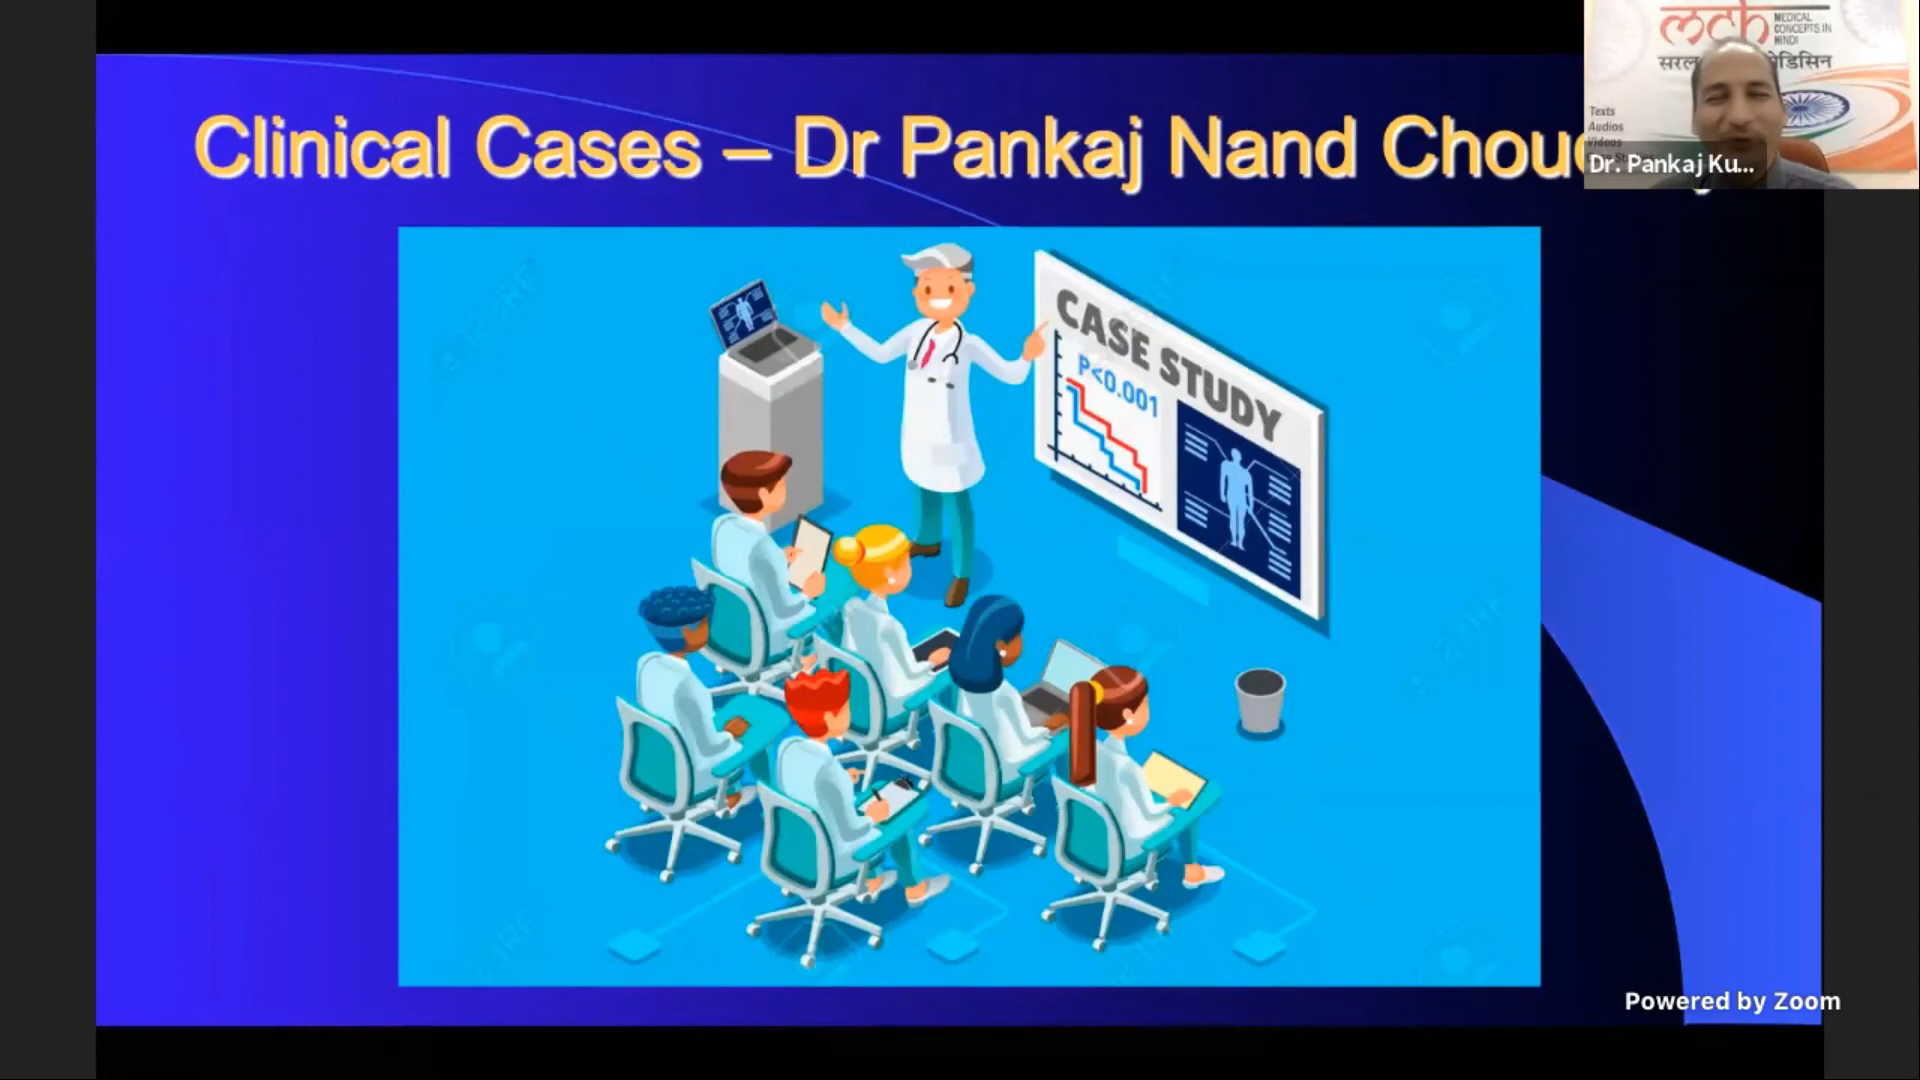 Clinical Cases – Dr Pankaj Nand
mch
MEDICAL
CONCEPTS IN
HINDI
Texts
Audios
Videos
Dr. Pankaj Ku...
CASE STUDY
P<0.001
Powered by Zoom